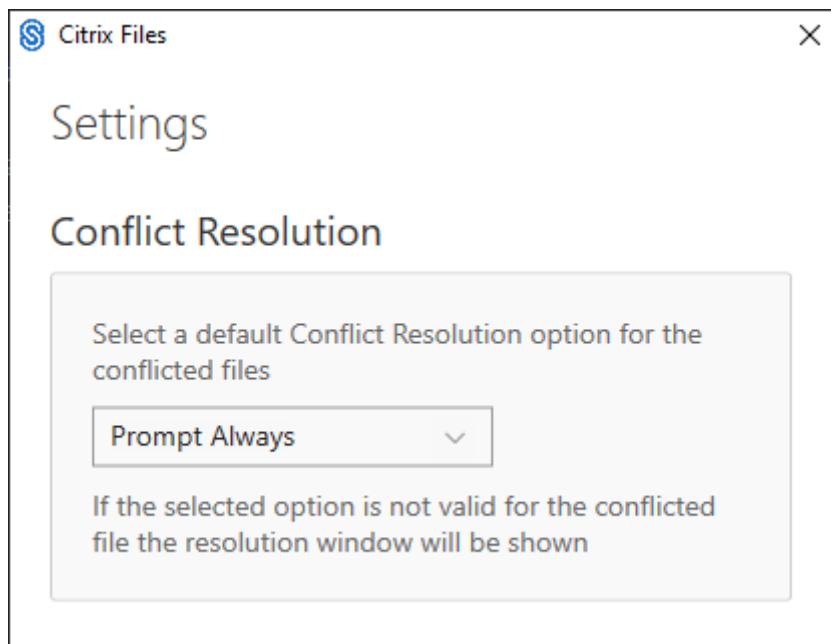 Citrix Files
Settings
Conflict Resolution
Select a default Conflict Resolution option for the
conflicted files
Prompt Always
If the selected option is not valid for the conflicted
file the resolution window will be shown